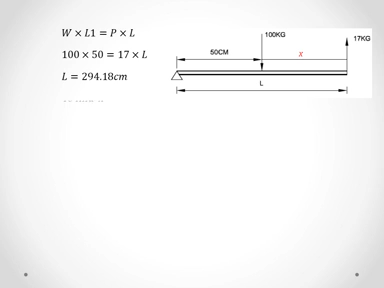 W × L1 = P × L
100 × 50 = 17 × L
L = 294.18cm
100KG
17KG
50CM
x
L